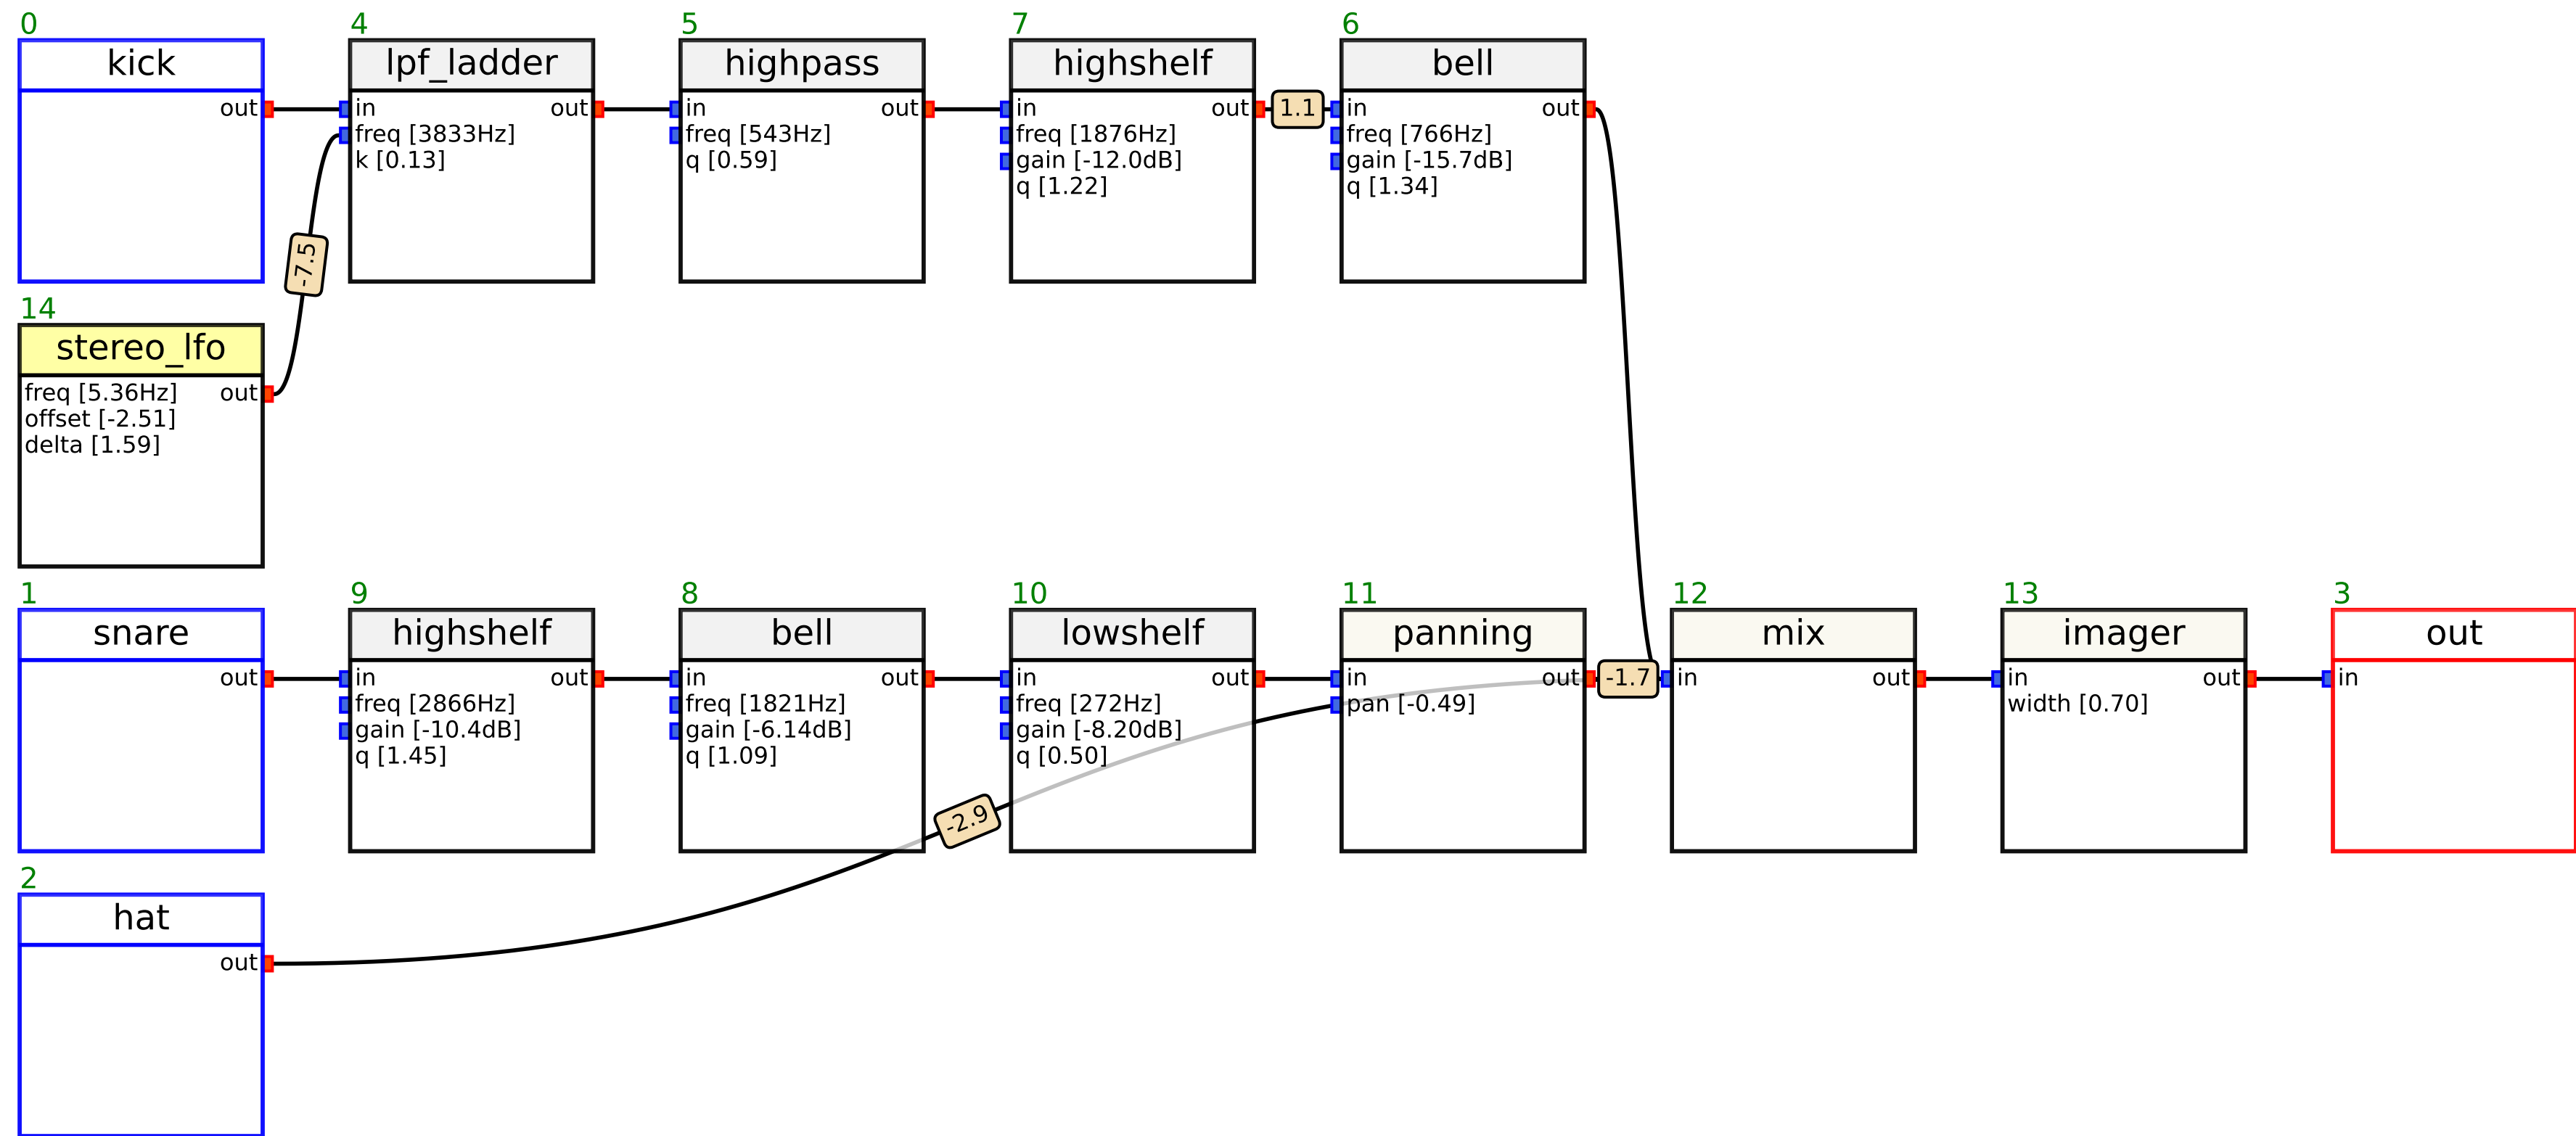 0
kick
out
4
lpf_ladder
in
out
freq [3833Hz]
k [0.13]
5
highpass
in
out
freq [543Hz]
q [0.59]
7
highshelf
in
out
freq [1876Hz]
gain [-12.0dB]
q [1.22]
1.1
6
bell
in
out
freq [766Hz]
gain [-15.7dB]
q [1.34]
-7.5
14
stereo_lfo
freq [5.36Hz]
out
offset [-2.51]
delta [1.59]
1
snare
out
9
highshelf
in
out
freq [2866Hz]
gain [-10.4dB]
q [1.45]
8
bell
in
out
freq [1821Hz]
gain [-6.14dB]
q [1.09]
10
lowshelf
in
out
freq [272Hz]
gain [-8.20dB]
q [0.50]
11
panning
in
out
pan [-0.49]
-1.7
12
mix
in
out
13
imager
in
out
width [0.70]
3
out
in
-2.9
2
hat
out